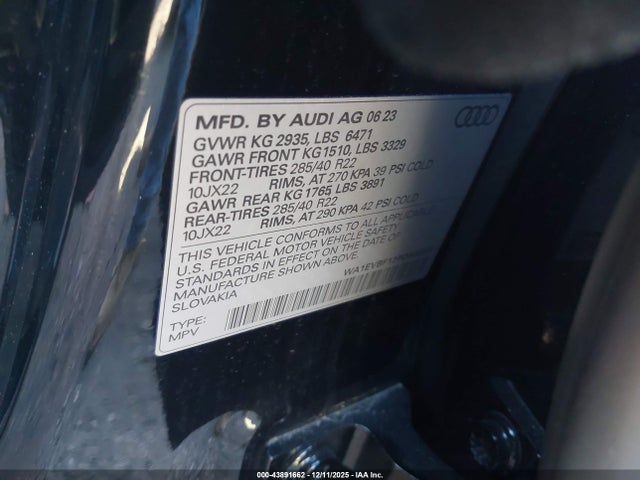 MFD. BY AUDI AG 06 23
GVWR KG 2935, LBS 6471
GAWR FRONT KG1510, LBS 3329
FRONT-TIRES 285/40 R22
10JX22 RIMS, AT 270 KPA 39 PSI COLD
GAWR REAR KG 1765 LBS 3891
REAR-TIRES 285/40 R22
10JX22 RIMS, AT 290 KPA 42 PSI COLD
THIS VEHICLE CONFORMS TO ALL APPLICABLE
U.S. FEDERAL MOTOR VEHICLE SAFETY
STANDARDS IN EFFECT ON THE DATE OF
MANUFACTURE SHOWN ABOVE.
SLOVAKIA
TYPE:
MPV
000-43891662 - 12/11/2025 - IAA Inc.